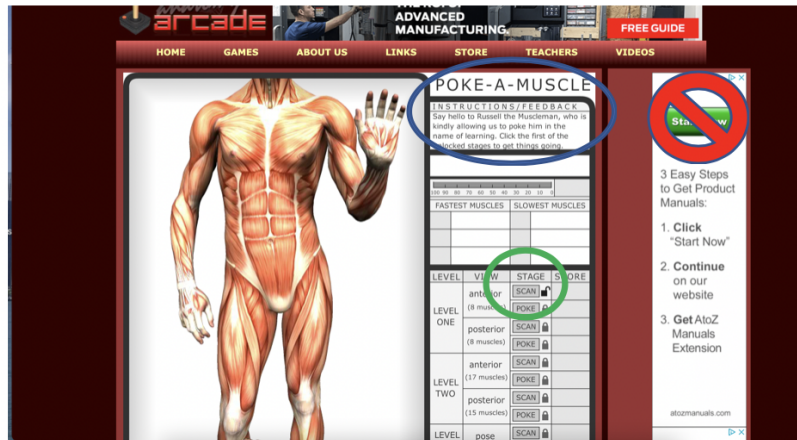 arcade
THE ROI OF
ADVANCED
MANUFACTURING.
FREE GUIDE
HOME GAMES ABOUT US LINKS STORE TEACHERS VIDEOS
POKE-A-MUSCLE
INSTRUCTIONS/FEEDBACK
Say hello to Russell the Muscleman, who is
kindly allowing us to poke him in the
name of learning. Click the first of the
unlocked stages to get things going.
100 90 80 70 60 50 40 30 20 10 0
FASTEST MUSCLES SLOWEST MUSCLES
LEVEL VIEW STAGE SCORE
LEVEL
ONE
anterior
(8 muscles)
SCAN
POKE
posterior
(8 muscles)
SCAN
POKE
LEVEL
TWO
anterior
(17 muscles)
SCAN
POKE
posterior
(15 muscles)
SCAN
POKE
LEVEL pose SCAN
Start Now
3 Easy Steps
to Get Product
Manuals:
1. Click
"Start Now"
2. Continue
on our
website
3. Get AtoZ
Manuals
Extension
atozmanuals.com